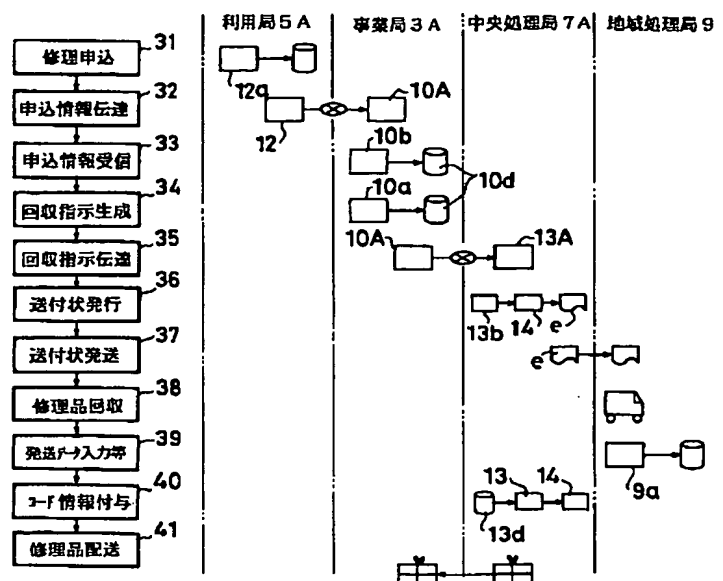 利用局5A 事業局3A 中央処理局7A 地域処理局9
修理申込 31
12a
申込情報伝達 32
12 10A
申込情報受信 33
10b 10d
回収指示生成 34
10a
回収指示伝達 35
10A 13A
送付状発行 36
13b 14 e
送付状発送 37
e
修理品回収 38
発送データ入力等 39
9a
コード情報付与 40
13d 13 14
修理品配送 41